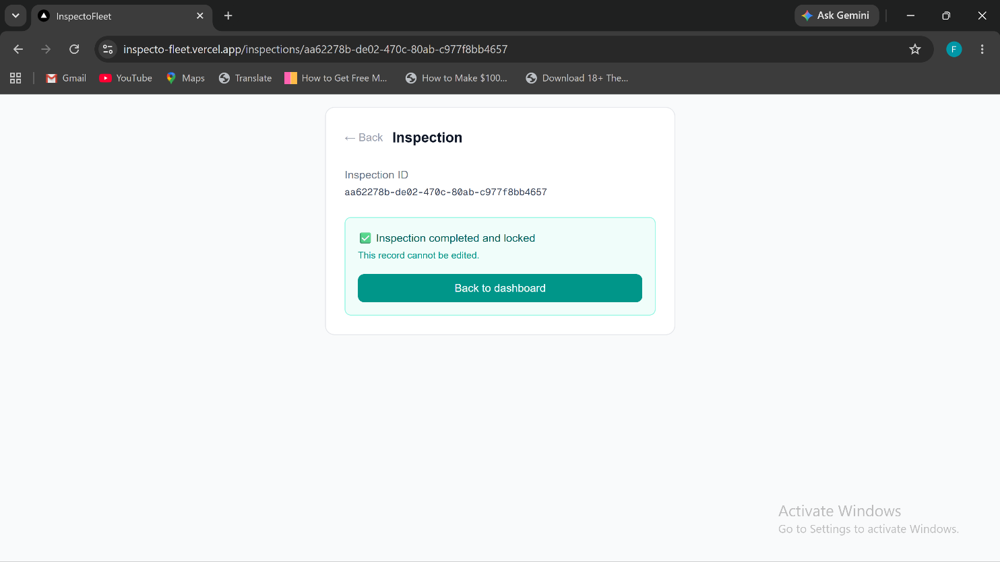 InspectoFleet
Ask Gemini
inspecto-fleet.vercel.app/inspections/aa62278b-de02-470c-80ab-c977f8bb4657
F
Gmail
YouTube
Maps
Translate
How to Get Free M...
How to Make $100...
Download 18+ The...
← Back Inspection
Inspection ID
aa62278b-de02-470c-80ab-c977f8bb4657
✅ Inspection completed and locked
This record cannot be edited.
Back to dashboard
Activate Windows
Go to Settings to activate Windows.